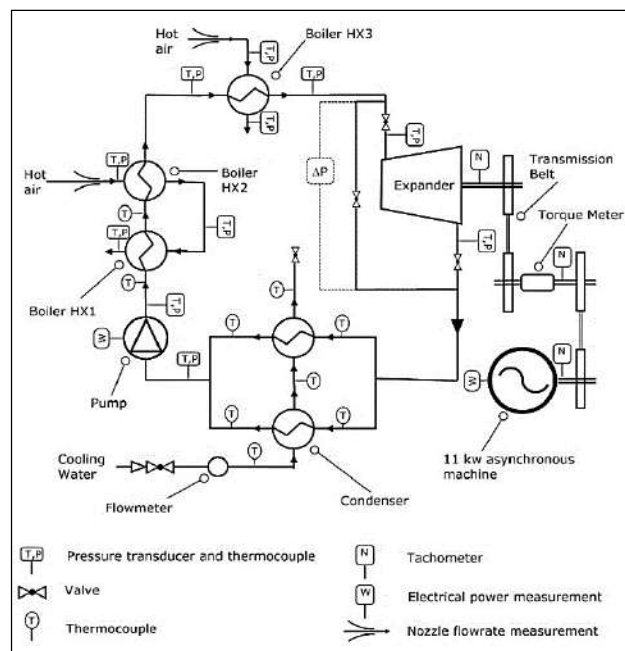 Hot
air
Boiler HX3
T,P
T,P
T,P
T,P
T,P
ΔP
Expander
N
Transmission
Belt
Torque Meter
N
Hot
air
T,P
Boiler
HX2
T
T,P
T,P
T,P
Boiler HX1
T
T,P
W
Pump
T,P
T
T
T
T
T
T
Cooling
Water
T
Flowmeter
Condenser
W
N
11 kw asynchronous
machine
T,P
Pressure transducer and thermocouple
Valve
T
Thermocouple
N
Tachometer
W
Electrical power measurement
Nozzle flowrate measurement